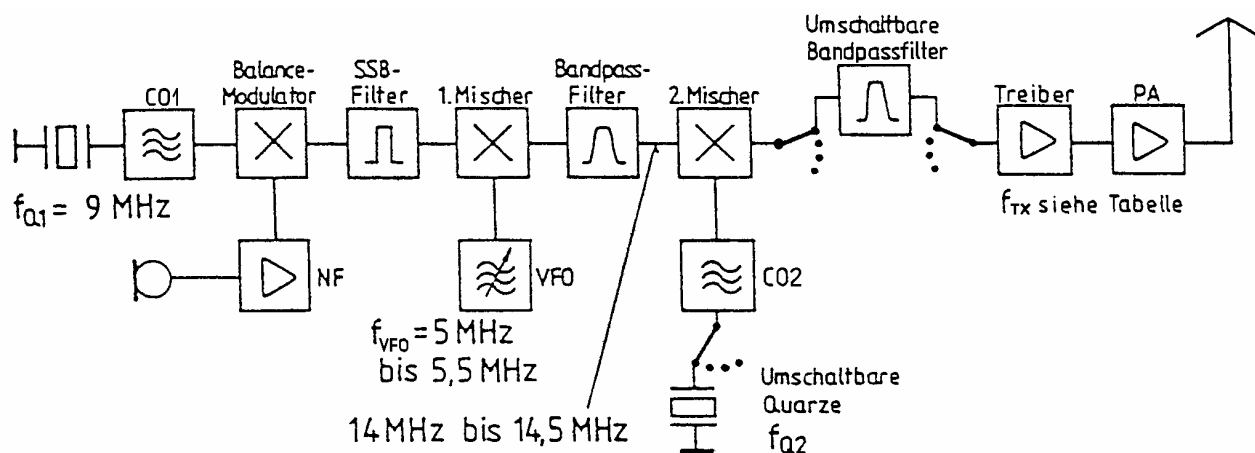 Umschaltbare
Bandpassfilter
Balance-
Modulator
SSB-
Filter
1.Mischer
Bandpass-
Filter
2.Mischer
Treiber
PA
CO1
fQ1 = 9 MHz
fTX siehe Tabelle
NF
VFO
CO2
fVFO = 5 MHz
bis 5,5 MHz
14 MHz bis 14,5 MHz
Umschaltbare
Quarze
fQ2